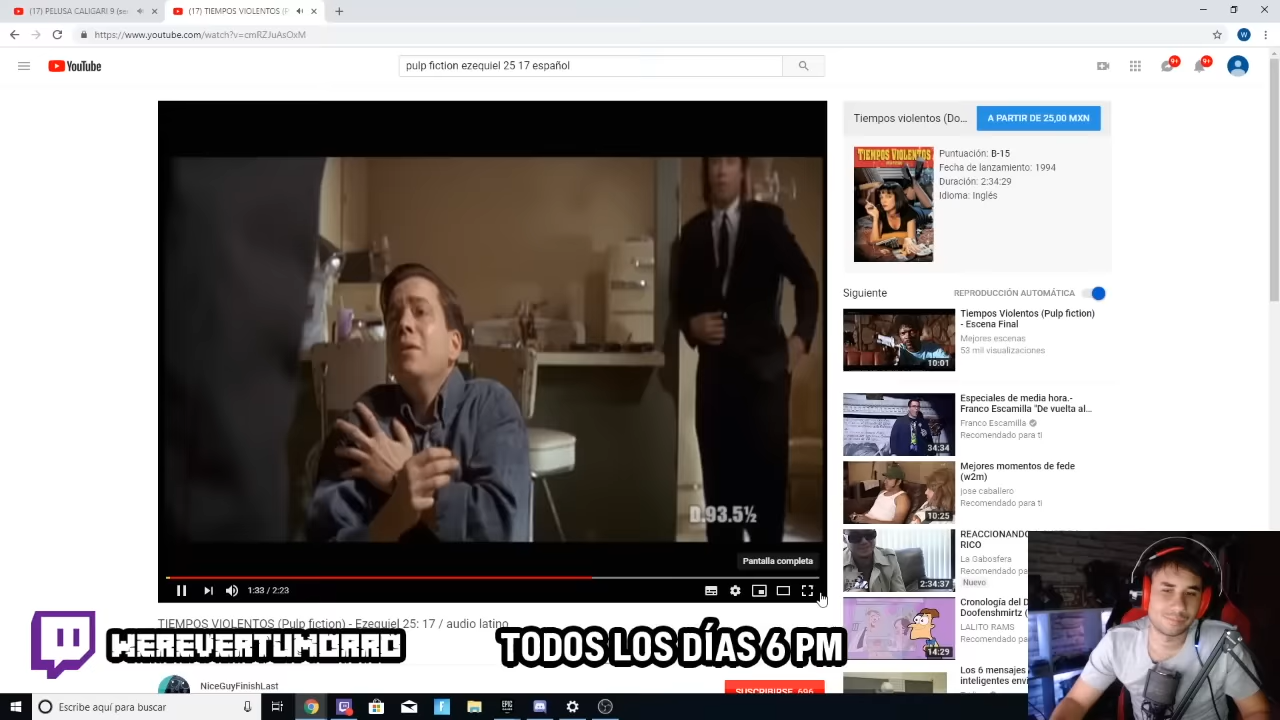 (17) PELUSA CALIGARI 9 (se
(17) TIEMPOS VIOLENTOS (P
https://www.youtube.com/watch?v=cmRZJuAsOxM
W
YouTube
pulp fiction ezequiel 25 17 español
9+
9+
Tiempos violentos (Do...
A PARTIR DE 25,00 MXN
TIEMPOS VIOLENTOS
Puntuación: B-15
Fecha de lanzamiento: 1994
Duración: 2:34:29
Idioma: Inglés
Siguiente
REPRODUCCIÓN AUTOMÁTICA
Tiempos Violentos (Pulp fiction)
- Escena Final
Mejores escenas
53 mil visualizaciones
10:01
Especiales de media hora.-
Franco Escamilla "De vuelta al...
Franco Escamilla
Recomendado para ti
34:34
Mejores momentos de fede
(w2m)
jose caballero
Recomendado para ti
10:25
REACCIONANDO
RICO
La Gabosfera
Recomendado pa
Nuevo
2:34:37
Cronología del D
Doofenshmirtz
LALITO RAMS
Recomendado pa
14:29
Los 6 mensajes
inteligentes envi
D.93.5½
Pantalla completa
1:33 / 2:23
TIEMPOS VIOLENTOS (Pulp fiction) - Ezequiel 25: 17 / audio latino
WEREVERTUMORRO
TODOS LOS DÍAS 6 PM
NiceGuyFinishLast
SUSCRIBIRSE 696
Escribe aquí para buscar
EPIC